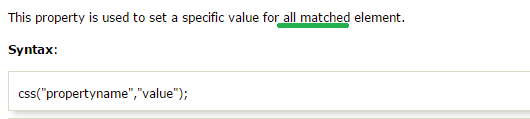 This property is used to set a specific value for all matched element.
Syntax:
css("propertyname","value");